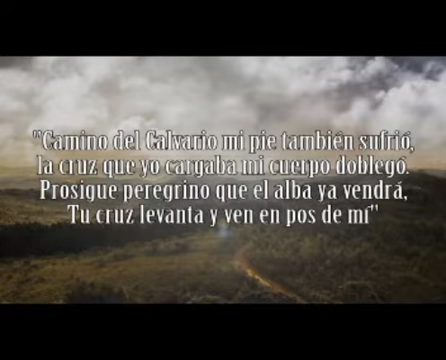 "Camino del Calvario mi pie también sufrió,
la cruz que yo cargaba mi cuerpo doblegó.
Prosigue peregrino que el alba ya vendrá,
Tu cruz levanta y ven en pos de mí"